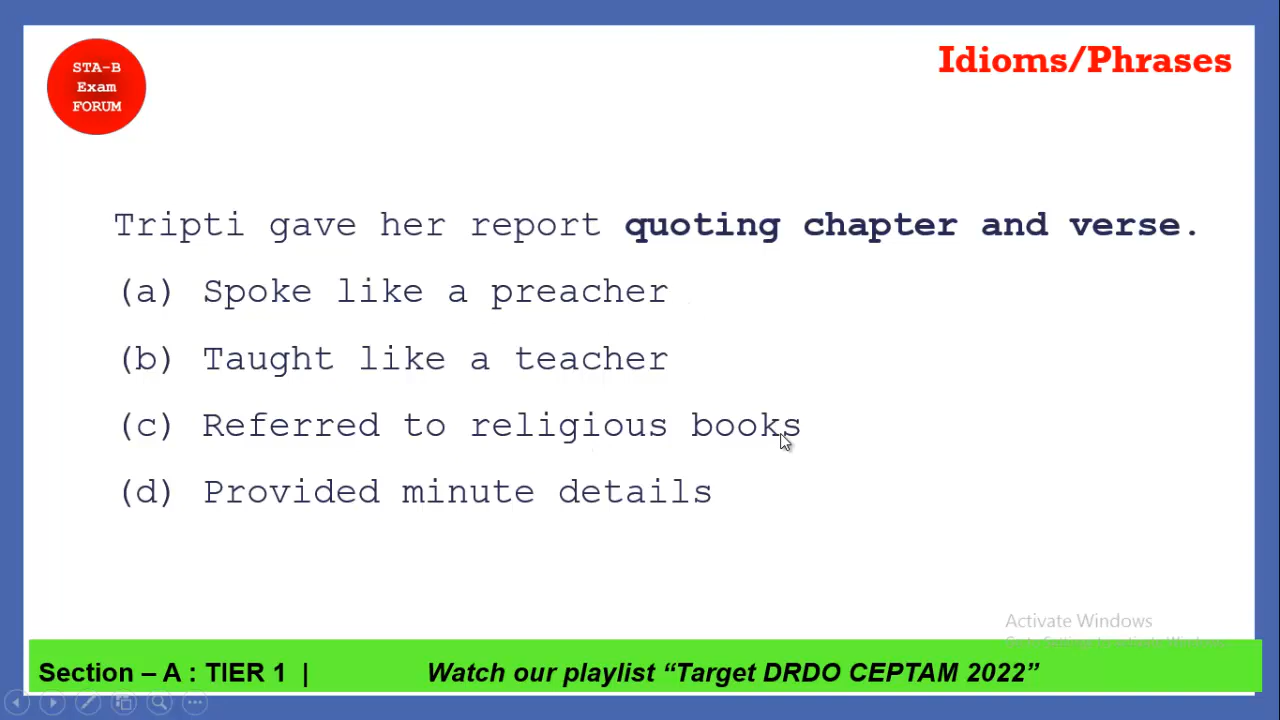 STA-B
Exam
FORUM
Idioms/Phrases
Tripti gave her report quoting chapter and verse.
(a) Spoke like a preacher
(b) Taught like a teacher
(c) Referred to religious books
(d) Provided minute details
Activate Windows
Section – A : TIER 1 | Watch our playlist “Target DRDO CEPTAM 2022”